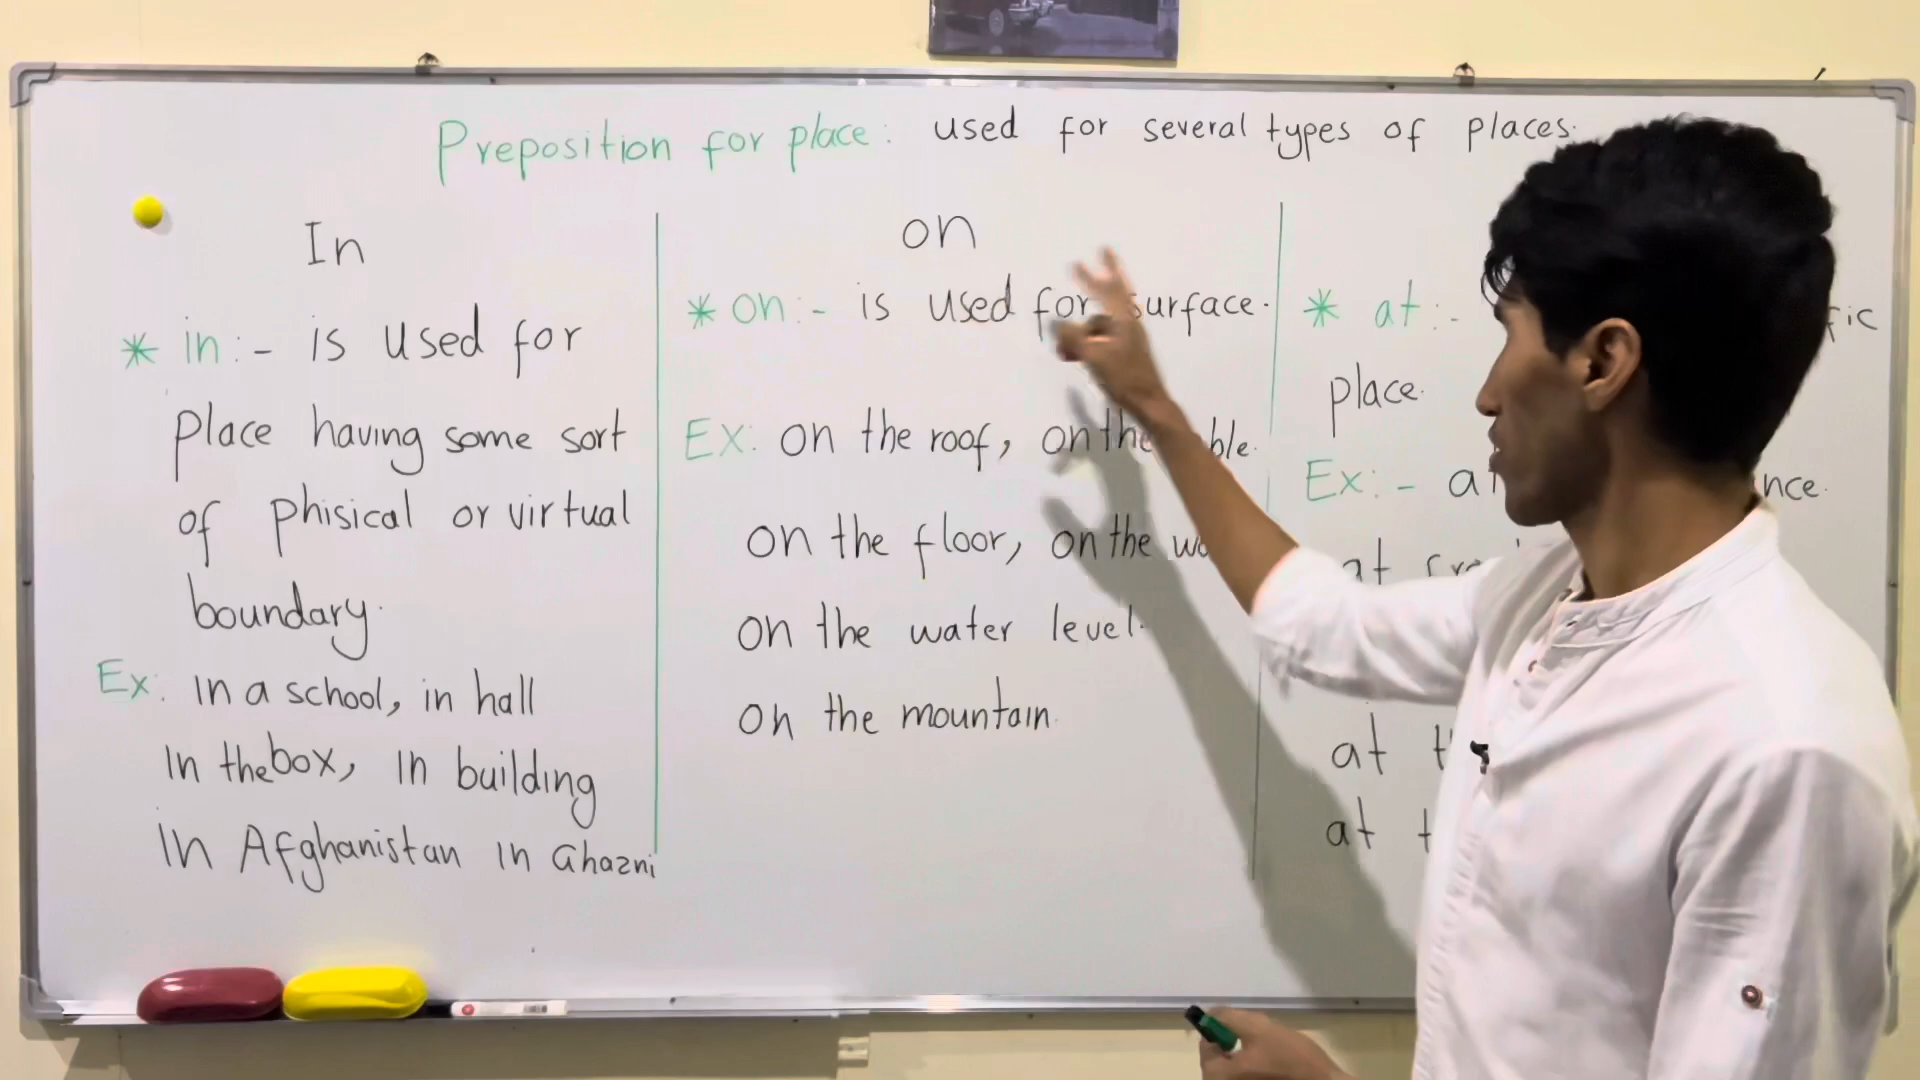 Preposition for place: used for several types of places.
In
* in:- is used for
place having some sort
of phisical or virtual
boundary.
Ex: in a school, in hall
in the box, in building
in Afghanistan in Ghazni
on
* on:- is used for surface.
Ex: on the roof, on the
on the floor, on the
on the water level.
on the mountain.
* at:-
place.
Ex:- at
at
at
at